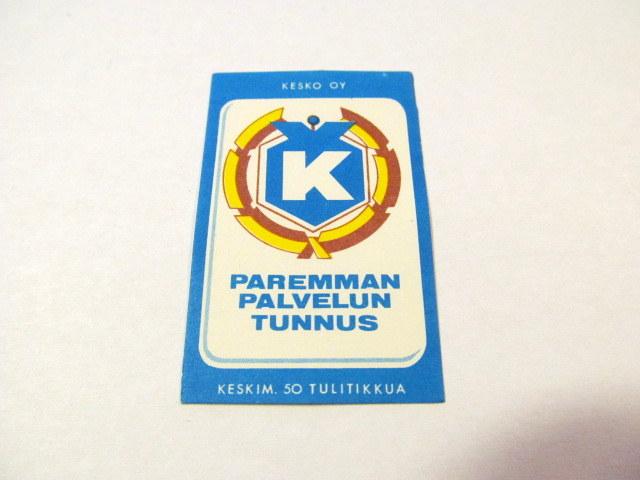 KESKO OY
K
PAREMMAN
PALVELUN
TUNNUS
KESKIM. 50 TULITIKKUA